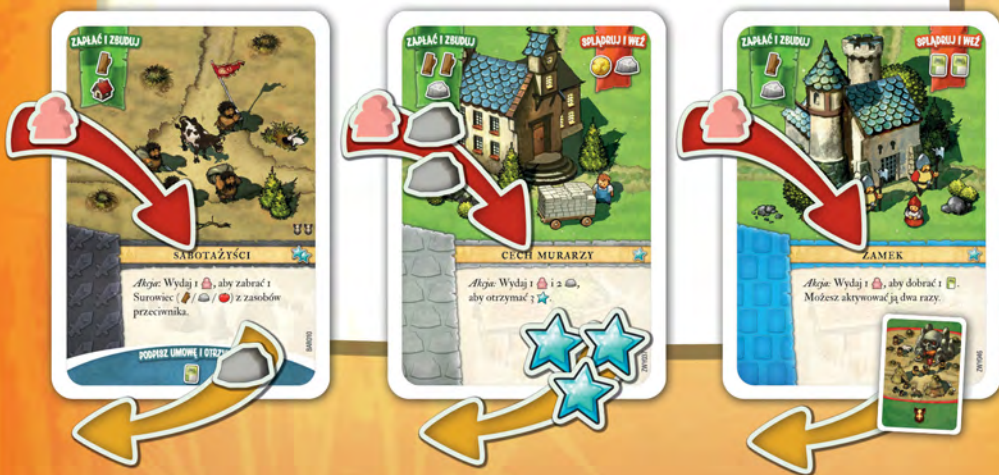 ZAPŁAĆ I ZBUDUJ
SABOTAŻYŚCI
Akcja: Wydaj 1, aby zabrać 1
Surowiec ( / / ) z zasobów
przeciwnika.
PODPISZ UMOWĘ I
BAR010
ZAPŁAĆ I ZBUDUJ
SPLĄDRUJ I WEŹ
CECH MURARZY
Akcja: Wydaj 1 i 2,
aby otrzymać 3.
ZAPŁAĆ I ZBUDUJ
SPLĄDRUJ I WEŹ
ZAMEK
Akcja: Wydaj 1, aby dobrać 1.
Możesz aktywować ją dwa razy.